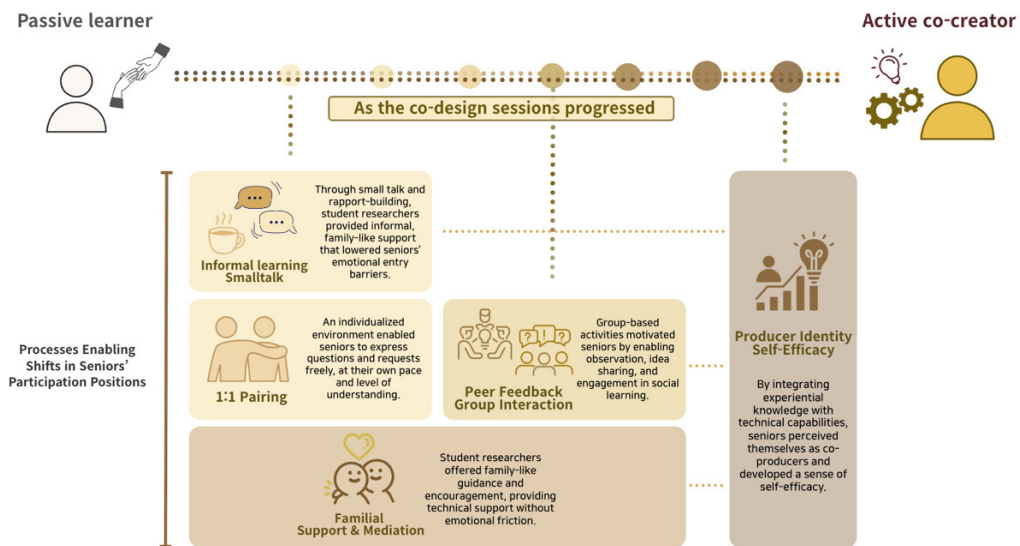 Passive learner
Active co-creator
As the co-design sessions progressed
Processes Enabling
Shifts in Seniors'
Participation Positions
Informal learning
Smalltalk
Through small talk and
rapport-building,
student researchers
provided informal,
family-like support
that lowered seniors'
emotional entry
barriers.
1:1 Pairing
An individualized
environment enabled
seniors to express
questions and requests
freely, at their own pace
and level of
understanding.
Peer Feedback
Group Interaction
Group-based
activities motivated
seniors by enabling
observation, idea
sharing, and
engagement in social
learning.
Familial
Support & Mediation
Student researchers
offered family-like
guidance and
encouragement, providing
technical support without
emotional friction.
Producer Identity
Self-Efficacy
By integrating
experiential
knowledge with
technical capabilities,
seniors perceived
themselves as co-
producers and
developed a sense of
self-efficacy.